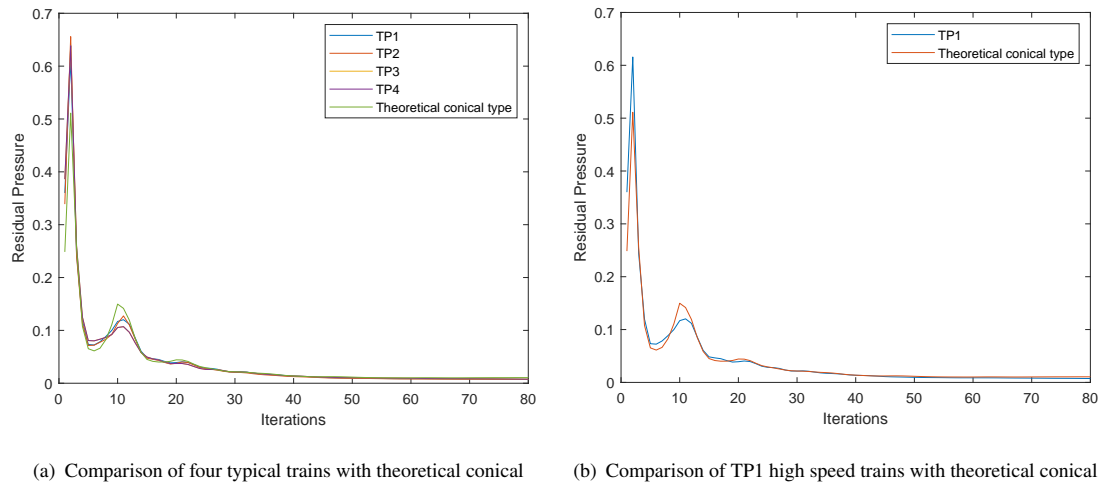 0.7
0.6
0.5
0.4
0.3
0.2
0.1
0
Residual Pressure
0 10 20 30 40 50 60 70 80
Iterations
TP1
TP2
TP3
TP4
Theoretical conical type
(a) Comparison of four typical trains with theoretical conical
0.7
0.6
0.5
0.4
0.3
0.2
0.1
0
Residual Pressure
0 10 20 30 40 50 60 70 80
Iterations
TP1
Theoretical conical type
(b) Comparison of TP1 high speed trains with theoretical conical